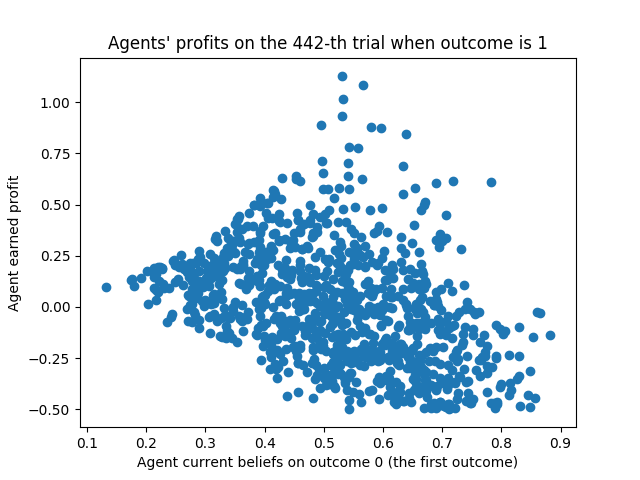 Agents' profits on the 442-th trial when outcome is 1
1.00
0.75
0.50
0.25
0.00
−0.25
−0.50
Agent earned profit
0.1 0.2 0.3 0.4 0.5 0.6 0.7 0.8 0.9
Agent current beliefs on outcome 0 (the first outcome)